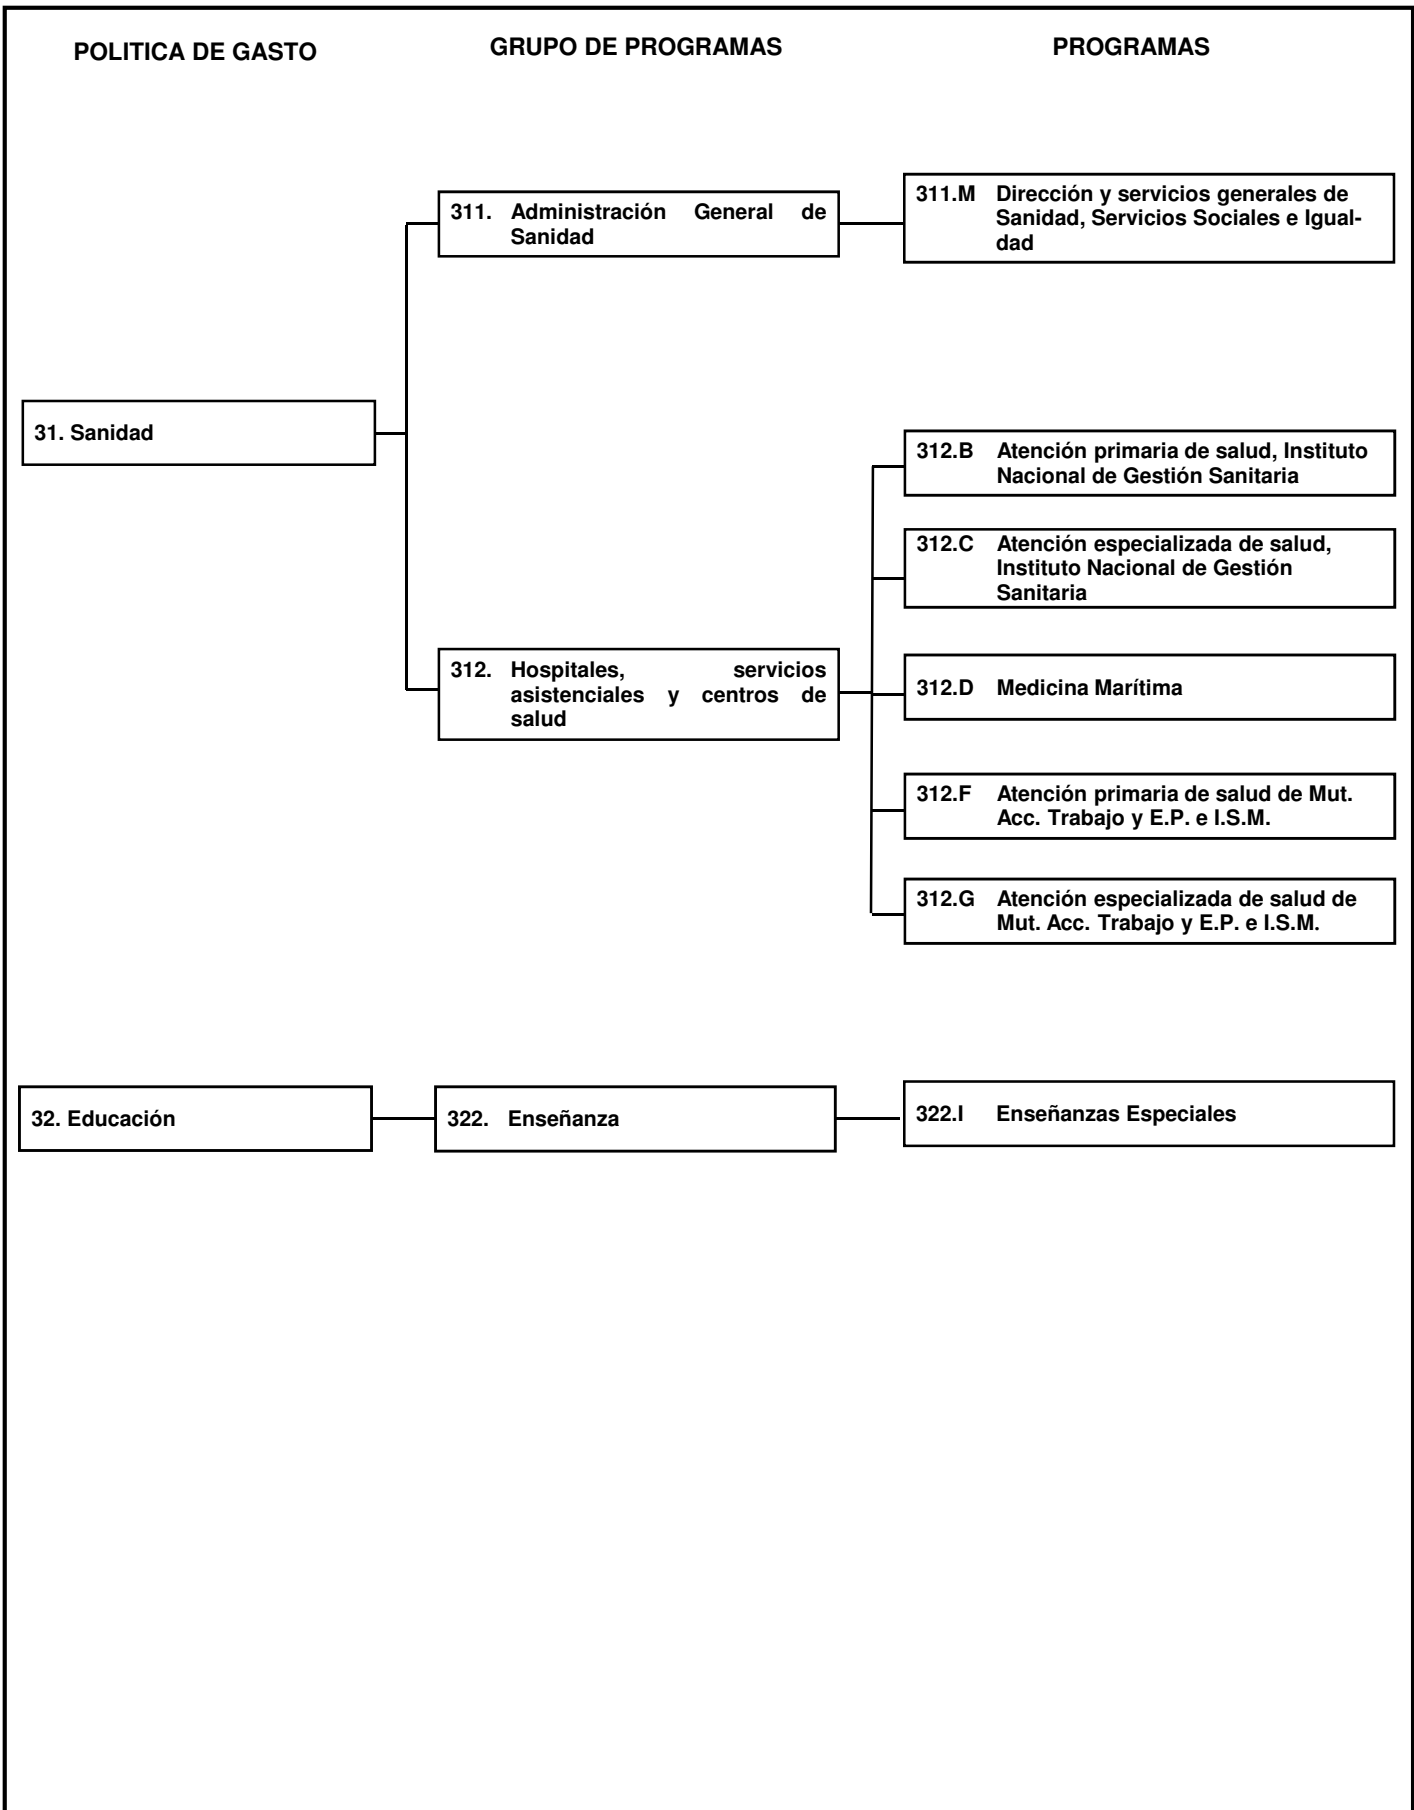 POLITICA DE GASTO
GRUPO DE PROGRAMAS
PROGRAMAS
311. Administración General de
Sanidad
311.M Dirección y servicios generales de
Sanidad, Servicios Sociales e Igual-
dad
31. Sanidad
312.B Atención primaria de salud, Instituto
Nacional de Gestión Sanitaria
312.C Atención especializada de salud,
Instituto Nacional de Gestión
Sanitaria
312. Hospitales, servicios
asistenciales y centros de
salud
312.D Medicina Marítima
312.F Atención primaria de salud de Mut.
Acc. Trabajo y E.P. e I.S.M.
312.G Atención especializada de salud de
Mut. Acc. Trabajo y E.P. e I.S.M.
32. Educación
322. Enseñanza
322.I Enseñanzas Especiales